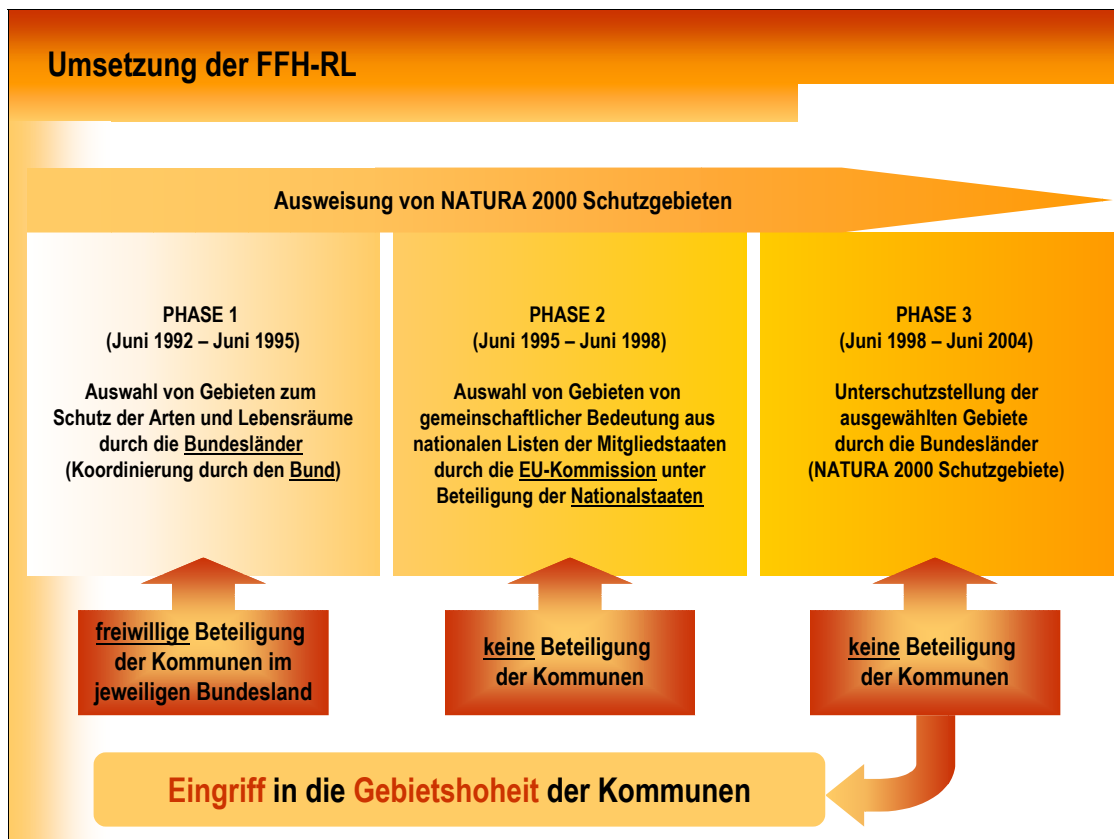 Umsetzung der FFH-RL
Ausweisung von NATURA 2000 Schutzgebieten
PHASE 1
(Juni 1992 – Juni 1995)
Auswahl von Gebieten zum
Schutz der Arten und Lebensräume
durch die Bundesländer
(Koordinierung durch den Bund)
PHASE 2
(Juni 1995 – Juni 1998)
Auswahl von Gebieten von
gemeinschaftlicher Bedeutung aus
nationalen Listen der Mitgliedstaaten
durch die EU-Kommission unter
Beteiligung der Nationalstaaten
PHASE 3
(Juni 1998 – Juni 2004)
Unterschutzstellung der
ausgewählten Gebiete
durch die Bundesländer
(NATURA 2000 Schutzgebiete)
freiwillige Beteiligung
der Kommunen im
jeweiligen Bundesland
keine Beteiligung
der Kommunen
keine Beteiligung
der Kommunen
Eingriff in die Gebietshoheit der Kommunen